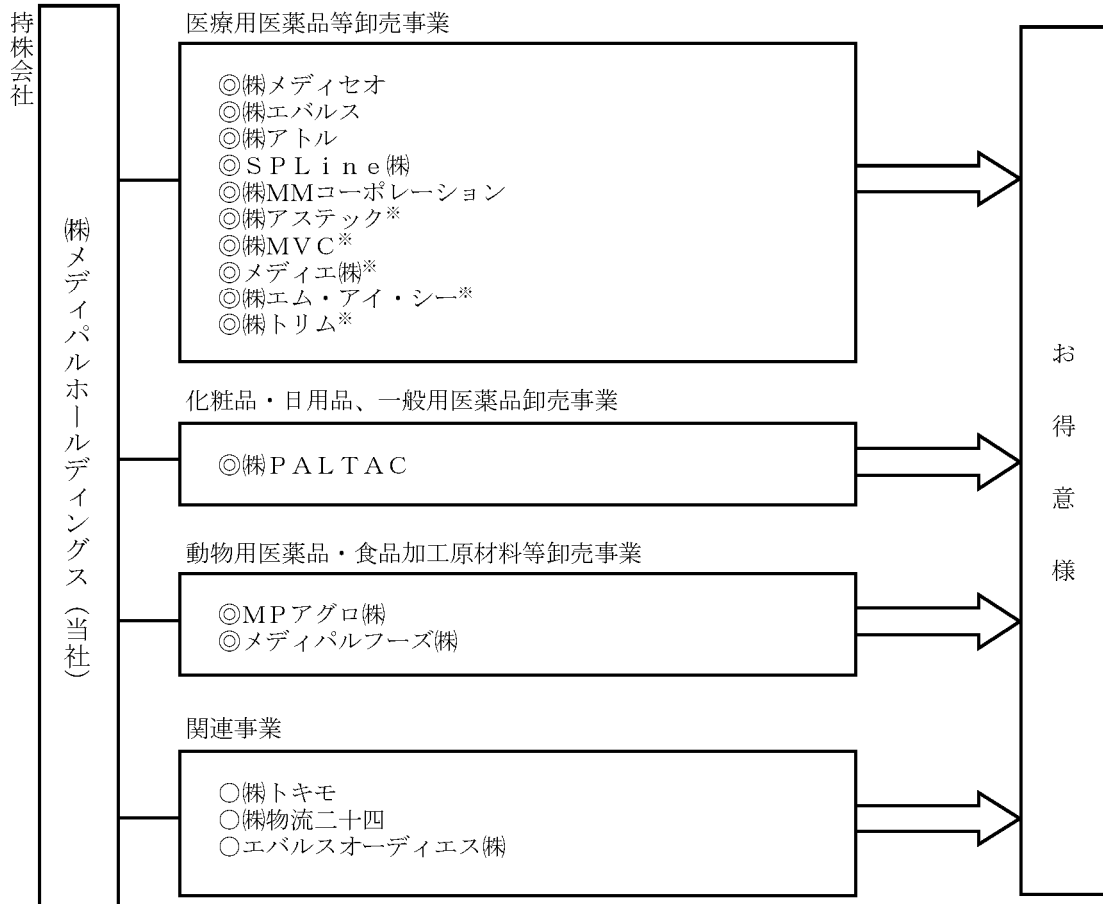 持株会社
㈱メディパルホールディングス（当社）
医療用医薬品等卸売事業
◎㈱メディセオ
◎㈱エバルス
◎㈱アトル
◎ＳＰＬｉｎｅ㈱
◎㈱MMコーポレーション
◎㈱アステック※
◎㈱ＭＶＣ※
◎メディエ㈱※
◎㈱エム・アイ・シー※
◎㈱トリム※
化粧品・日用品、一般用医薬品卸売事業
◎㈱ＰＡＬＴＡＣ
動物用医薬品・食品加工原材料等卸売事業
◎ＭＰアグロ㈱
◎メディパルフーズ㈱
関連事業
○㈱トキモ
○㈱物流二十四
○エバルスオーディエス㈱
お得意様